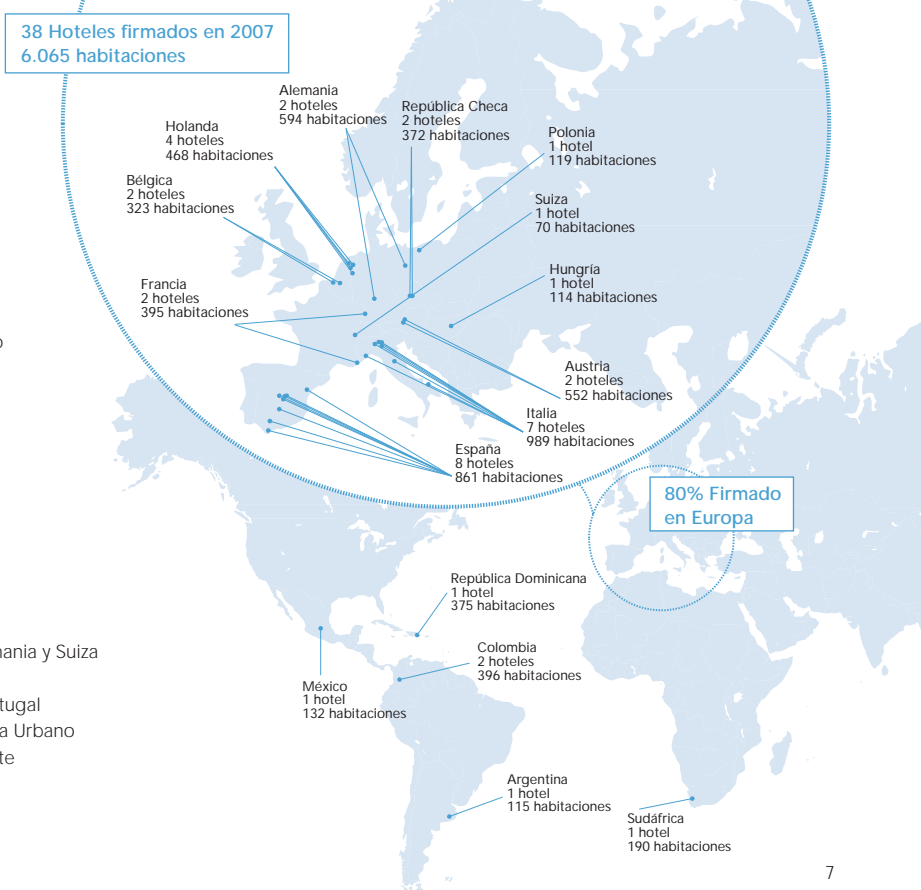 38 Hoteles firmados en 2007
6.065 habitaciones
Alemania
2 hoteles
594 habitaciones
República Checa
2 hoteles
372 habitaciones
Holanda
4 hoteles
468 habitaciones
Polonia
1 hotel
119 habitaciones
Bélgica
2 hoteles
323 habitaciones
Suiza
1 hotel
70 habitaciones
Francia
2 hoteles
395 habitaciones
Hungría
1 hotel
114 habitaciones
o
Austria
2 hoteles
552 habitaciones
Italia
7 hoteles
989 habitaciones
España
8 hoteles
861 habitaciones
80% Firmado
en Europa
República Dominicana
1 hotel
375 habitaciones
Colombia
2 hoteles
396 habitaciones
México
1 hotel
132 habitaciones
nania y Suiza
tugal
a Urbano
te
Argentina
1 hotel
115 habitaciones
Sudáfrica
1 hotel
190 habitaciones
7